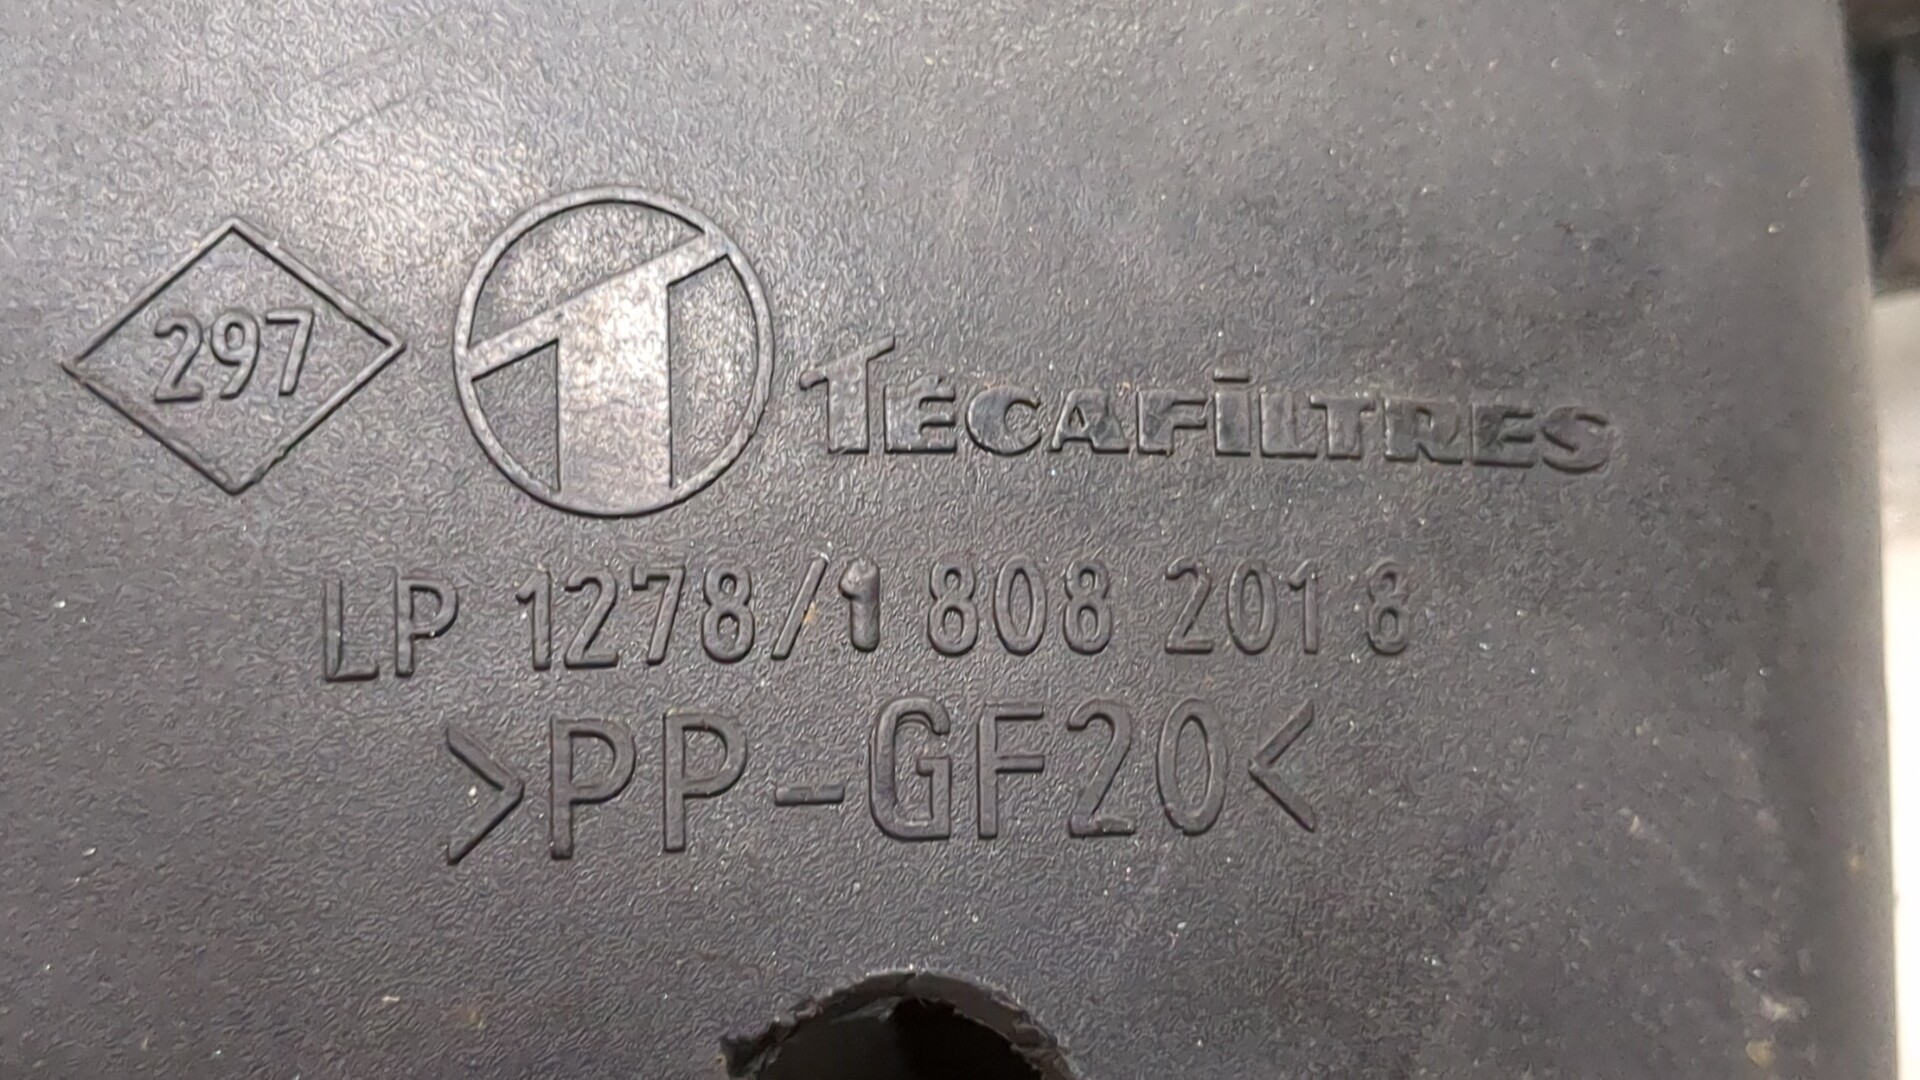 297
TECAFiLTRES
LP 1278/1 808 201 8
>PP-GF20<